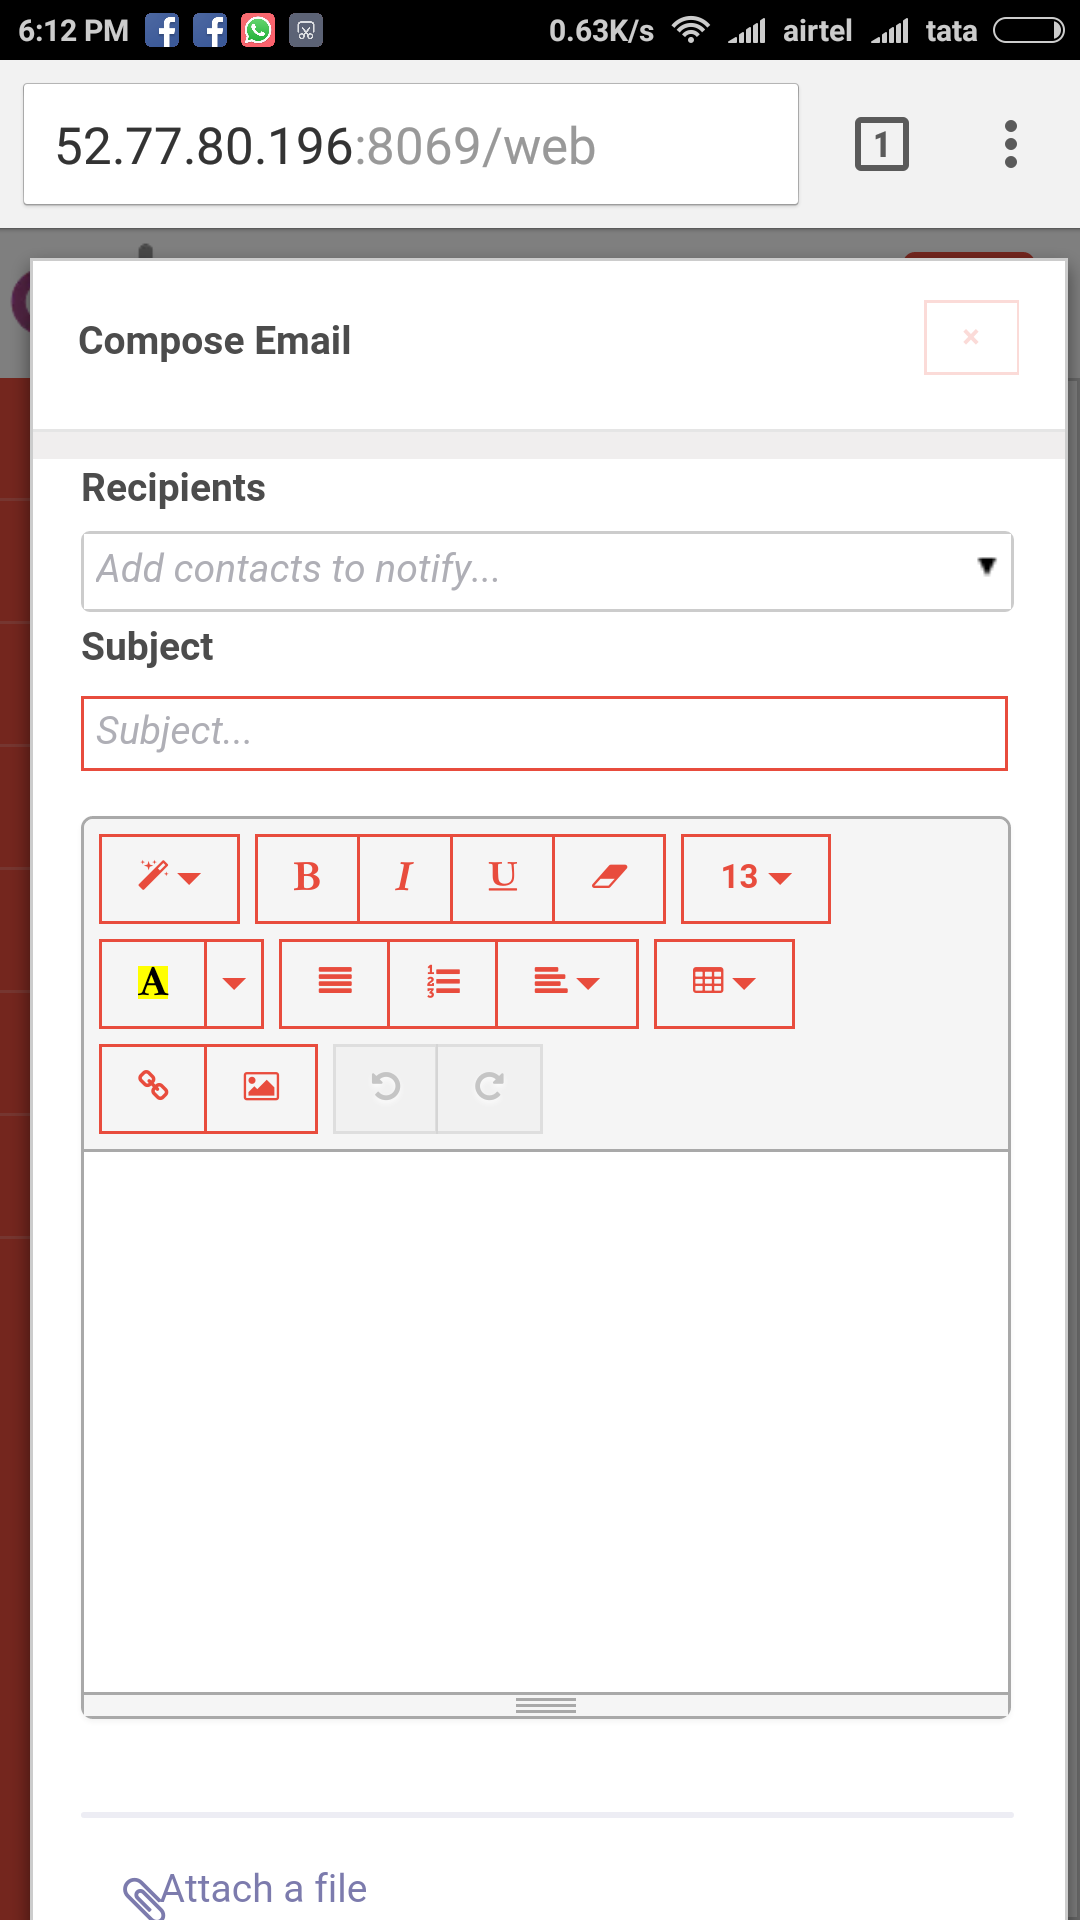 6:12 PM 0.63K/s airtel tata
52.77.80.196:8069/web
1
Compose Email
×
Recipients
Add contacts to notify...
Subject
Subject...
B I U 13
A
Attach a file